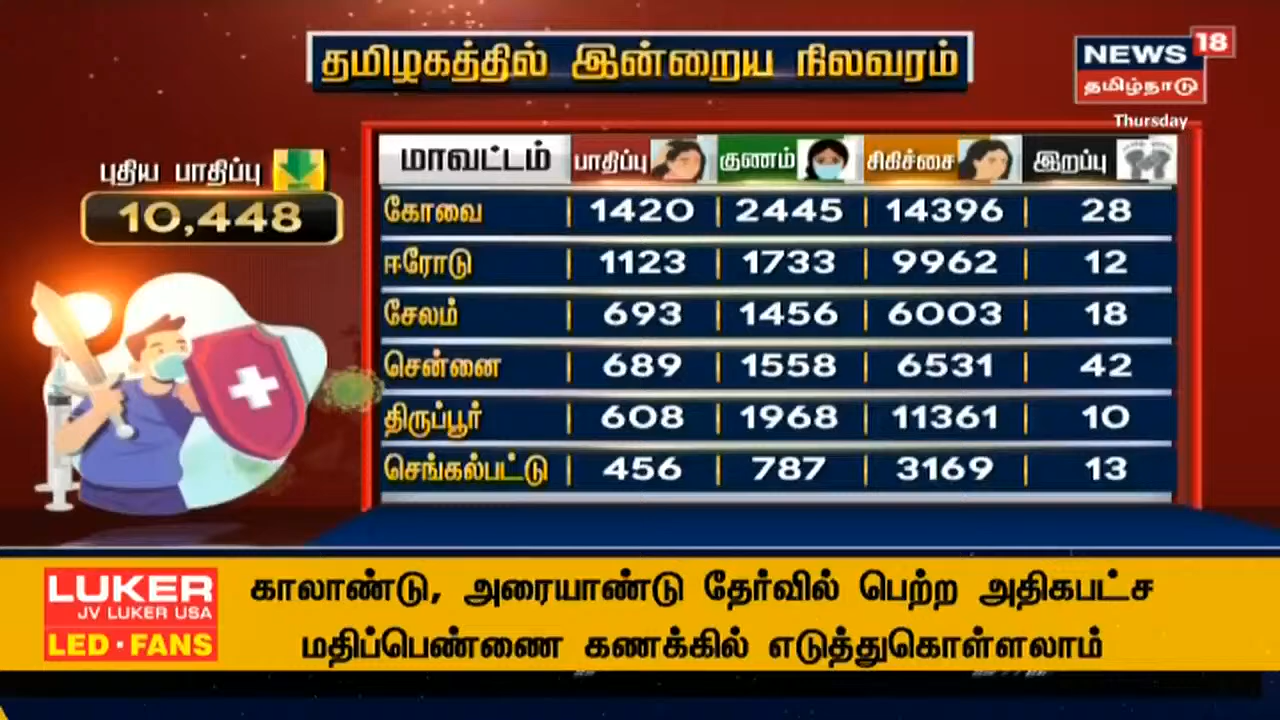 தமிழகத்தில் இன்றைய நிலவரம்
NEWS 18
தமிழ்நாடு
Thursday
புதிய பாதிப்பு
10,448
மாவட்டம் பாதிப்பு குணம் சிகிச்சை இறப்பு
கோவை 1420 2445 14396 28
ஈரோடு 1123 1733 9962 12
சேலம் 693 1456 6003 18
சென்னை 689 1558 6531 42
திருப்பூர் 608 1968 11361 10
செங்கல்பட்டு 456 787 3169 13
LUKER
JV LUKER USA
LED·FANS
காலாண்டு, அரையாண்டு தேர்வில் பெற்ற அதிகபட்ச
மதிப்பெண்ணை கணக்கில் எடுத்துகொள்ளலாம்